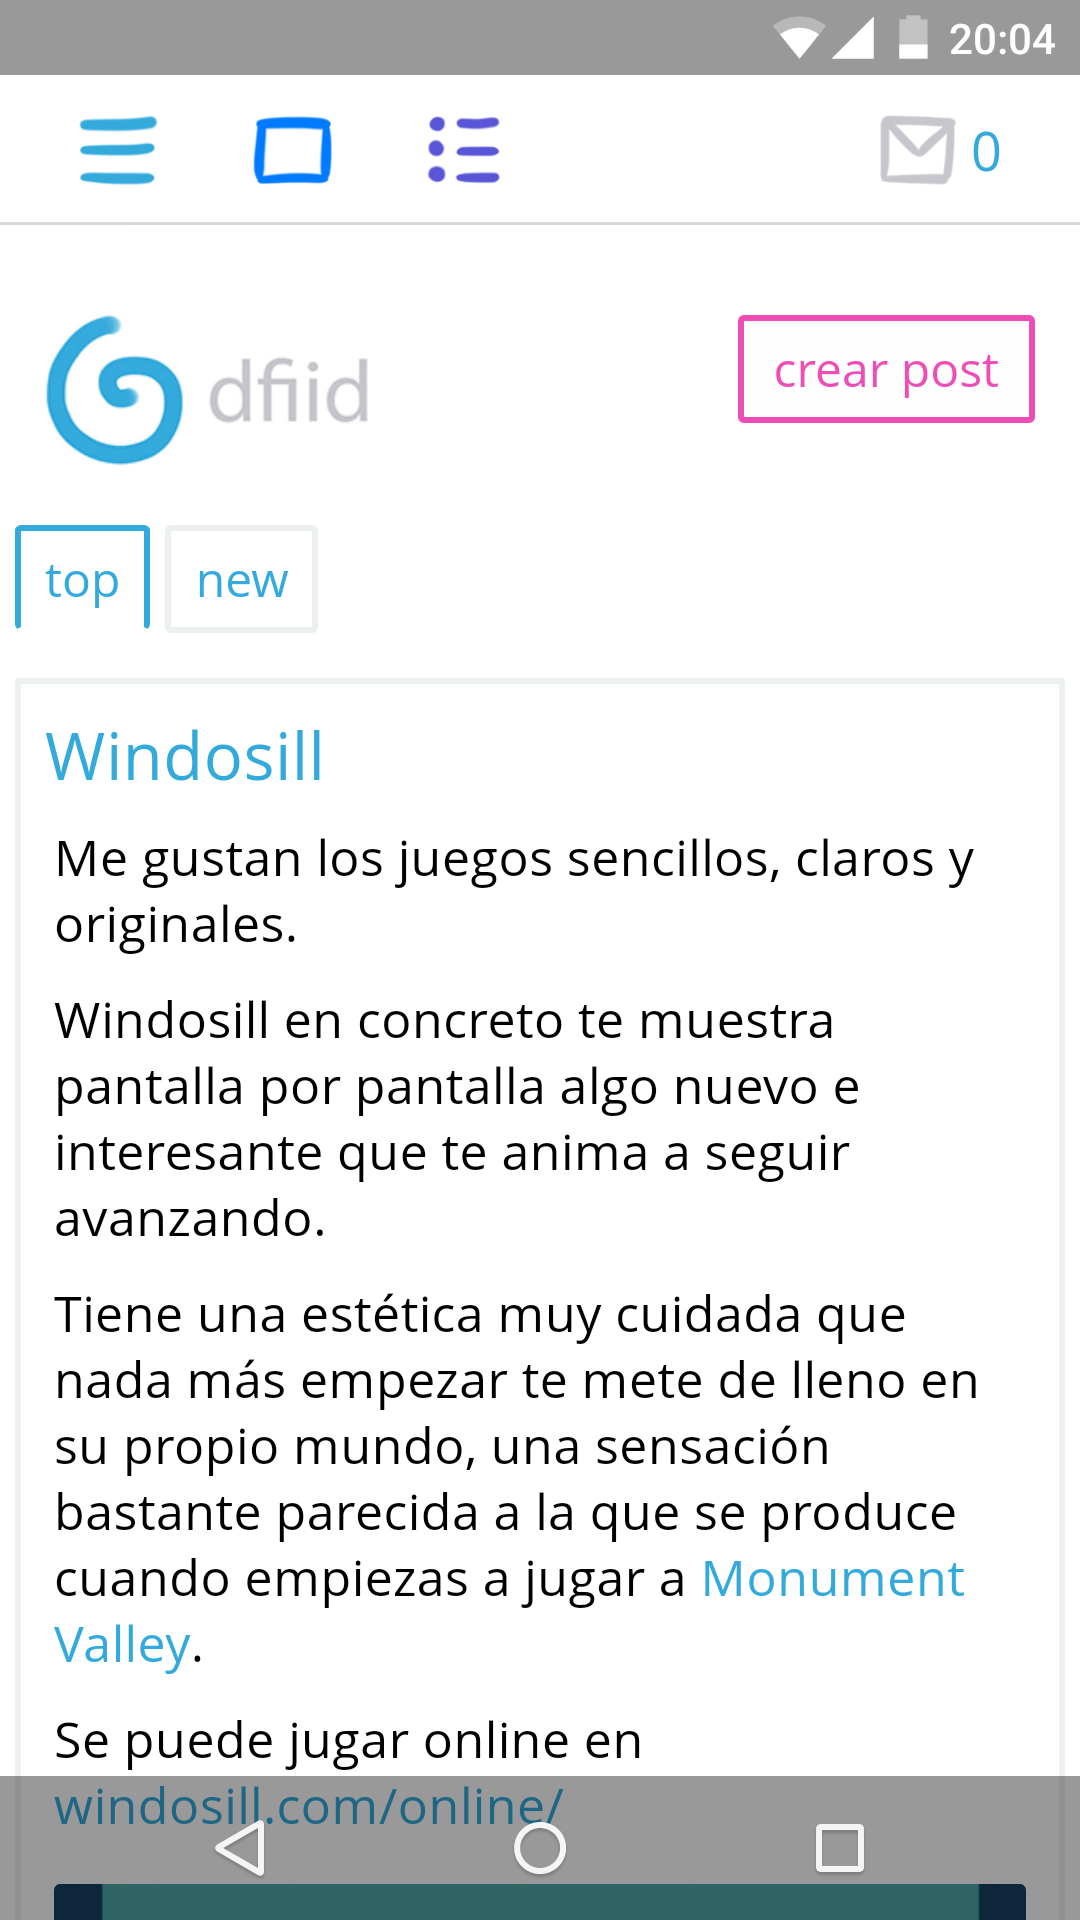 20:04
0
dfiid
crear post
top
new
Windosill
Me gustan los juegos sencillos, claros y
originales.
Windosill en concreto te muestra
pantalla por pantalla algo nuevo e
interesante que te anima a seguir
avanzando.
Tiene una estética muy cuidada que
nada más empezar te mete de lleno en
su propio mundo, una sensación
bastante parecida a la que se produce
cuando empiezas a jugar a Monument
Valley.
Se puede jugar online en
windosill.com/online/